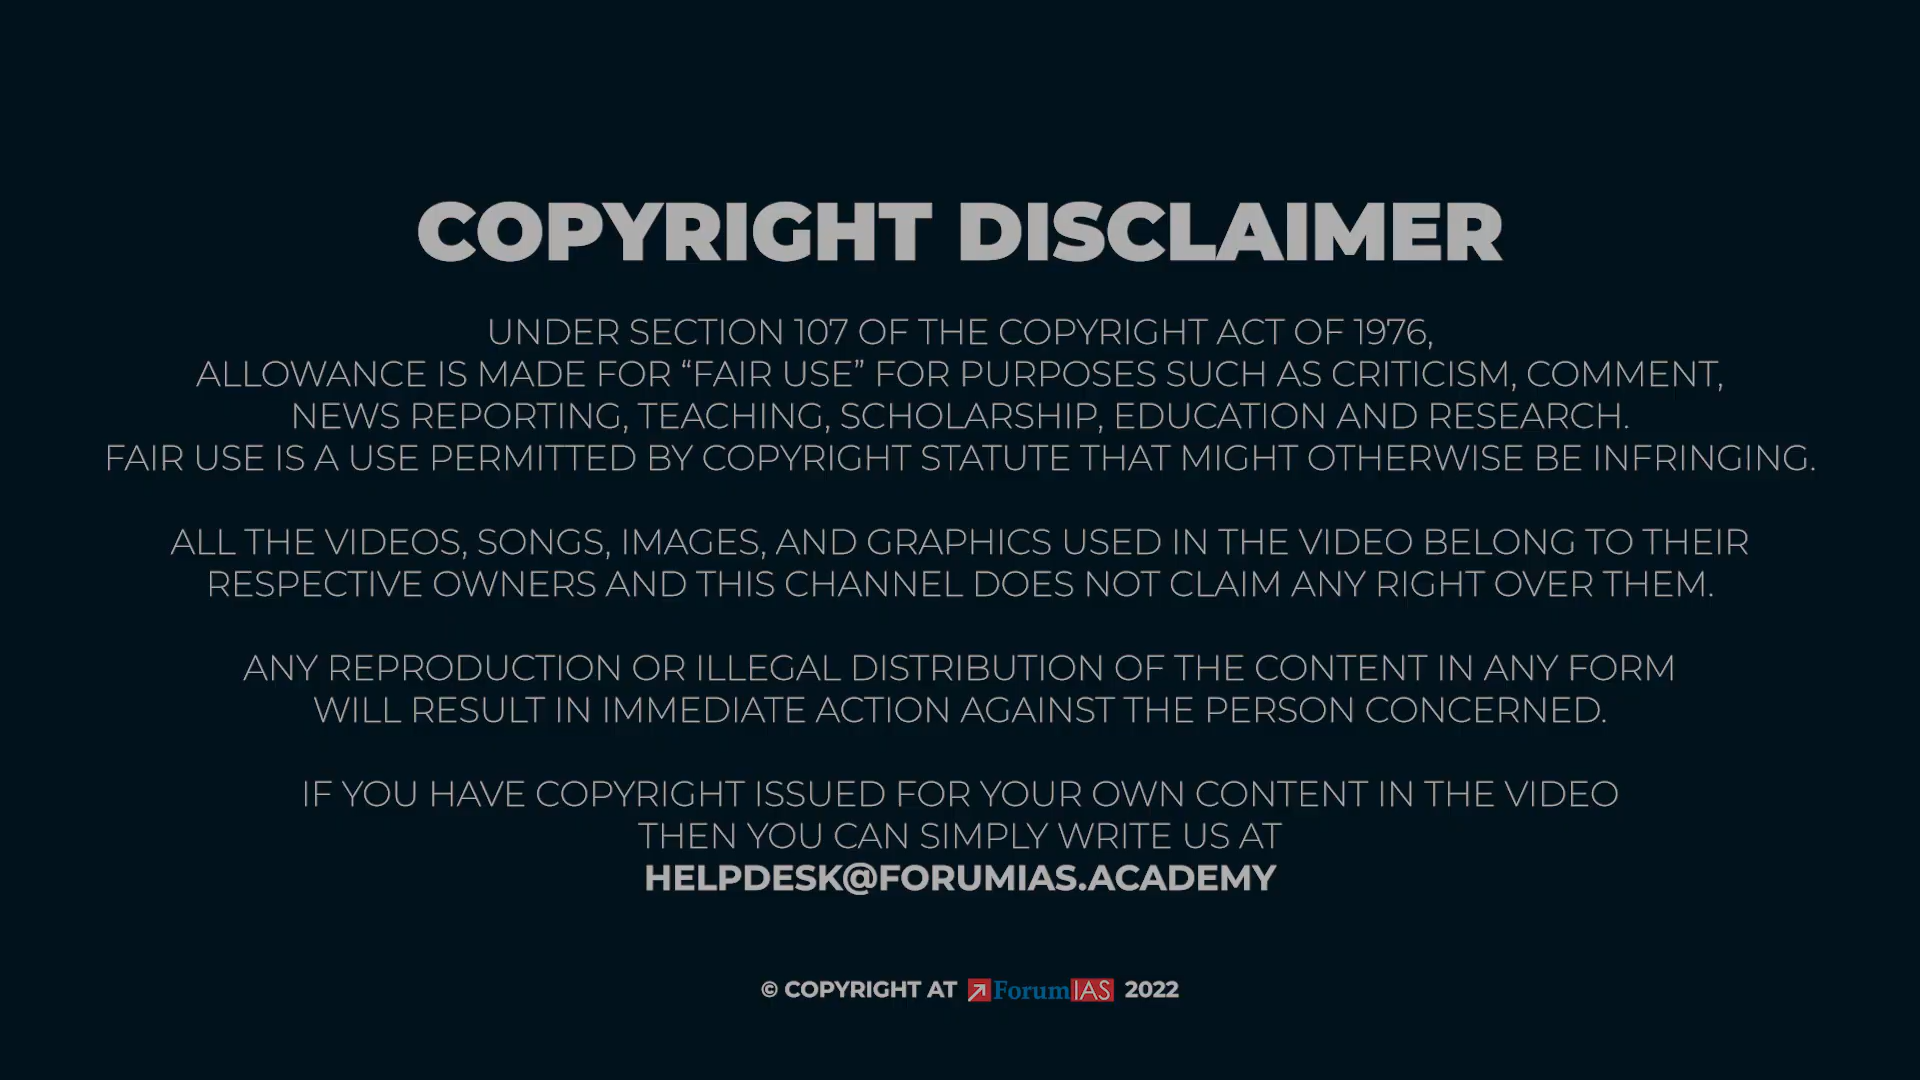 COPYRIGHT DISCLAIMER
UNDER SECTION 107 OF THE COPYRIGHT ACT OF 1976,
ALLOWANCE IS MADE FOR “FAIR USE” FOR PURPOSES SUCH AS CRITICISM, COMMENT,
NEWS REPORTING, TEACHING, SCHOLARSHIP, EDUCATION AND RESEARCH.
FAIR USE IS A USE PERMITTED BY COPYRIGHT STATUTE THAT MIGHT OTHERWISE BE INFRINGING.
ALL THE VIDEOS, SONGS, IMAGES, AND GRAPHICS USED IN THE VIDEO BELONG TO THEIR
RESPECTIVE OWNERS AND THIS CHANNEL DOES NOT CLAIM ANY RIGHT OVER THEM.
ANY REPRODUCTION OR ILLEGAL DISTRIBUTION OF THE CONTENT IN ANY FORM
WILL RESULT IN IMMEDIATE ACTION AGAINST THE PERSON CONCERNED.
IF YOU HAVE COPYRIGHT ISSUED FOR YOUR OWN CONTENT IN THE VIDEO
THEN YOU CAN SIMPLY WRITE US AT
HELPDESK@FORUMIAS.ACADEMY
© COPYRIGHT AT ForumIAS 2022